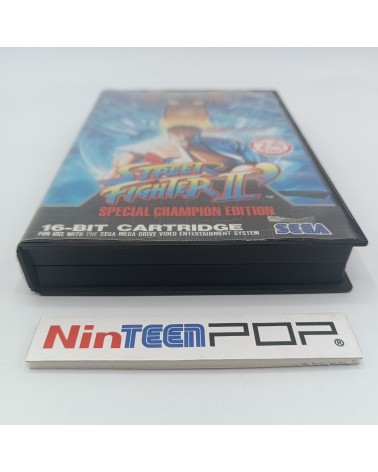 STREET
FIGHTER II'
SPECIAL CHAMPION EDITION
16-BIT CARTRIDGE
FOR USE WITH THE SEGA MEGA DRIVE VIDEO ENTERTAINMENT SYSTEM
SEGA
NinTEENPOP®